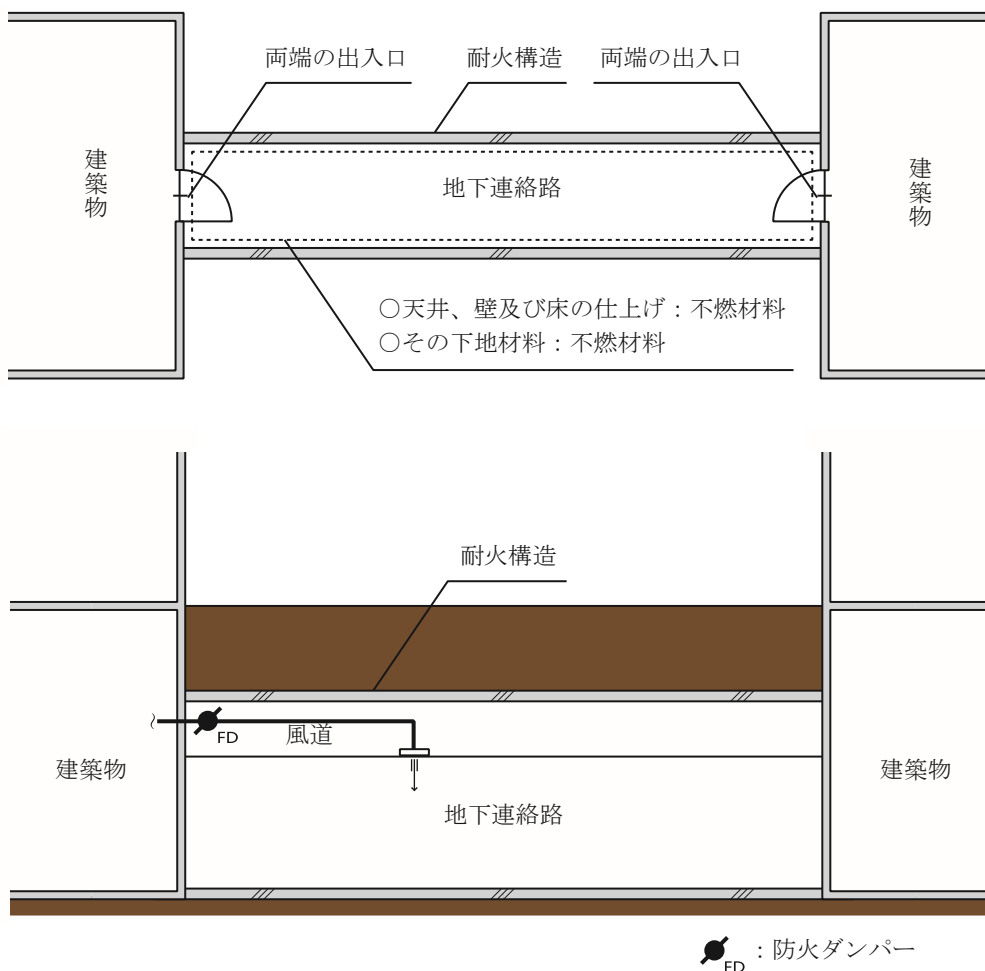 両端の出入口
耐火構造
両端の出入口
建築物
地下連絡路
建築物
○天井、壁及び床の仕上げ：不燃材料
○その下地材料：不燃材料
耐火構造
FD
風道
建築物
建築物
地下連絡路
FD
：防火ダンパー